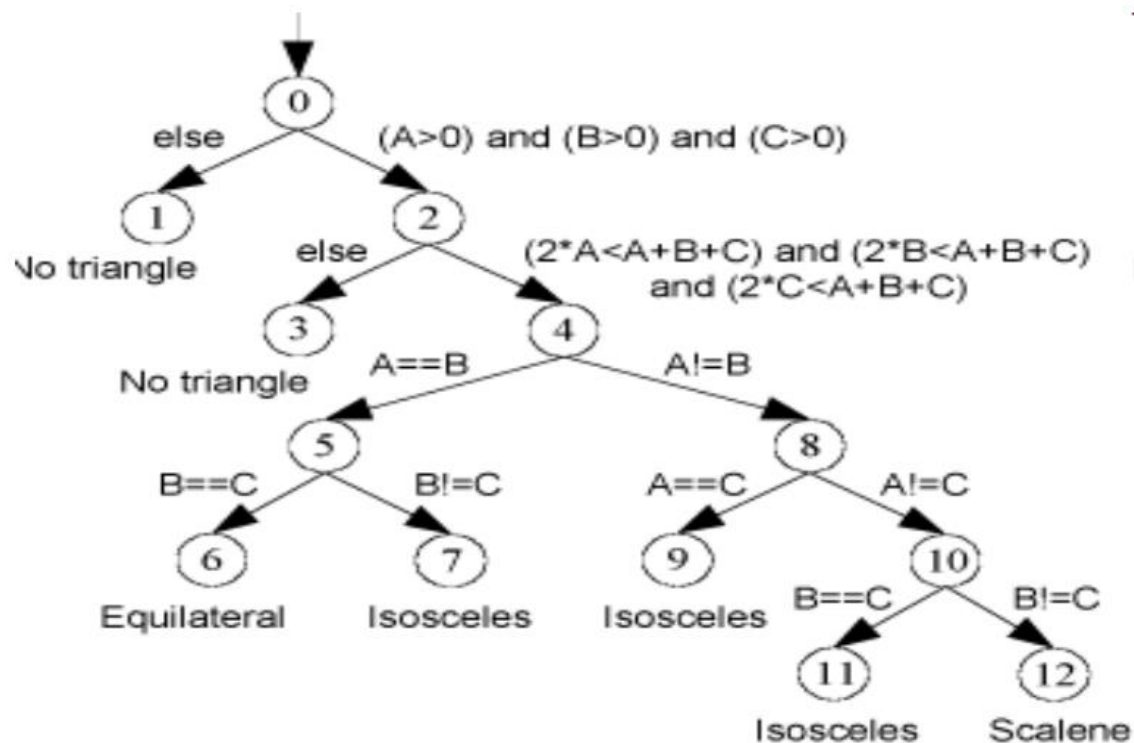 0
else (A>0) and (B>0) and (C>0)
1 2
No triangle else (2*A<A+B+C) and (2*B<A+B+C)
and (2*C<A+B+C)
3 4
No triangle A==B A!=B
5 8
B==C B!=C A==C A!=C
6 7 9 10
Equilateral Isosceles Isosceles B==C B!=C
11 12
Isosceles Scalene